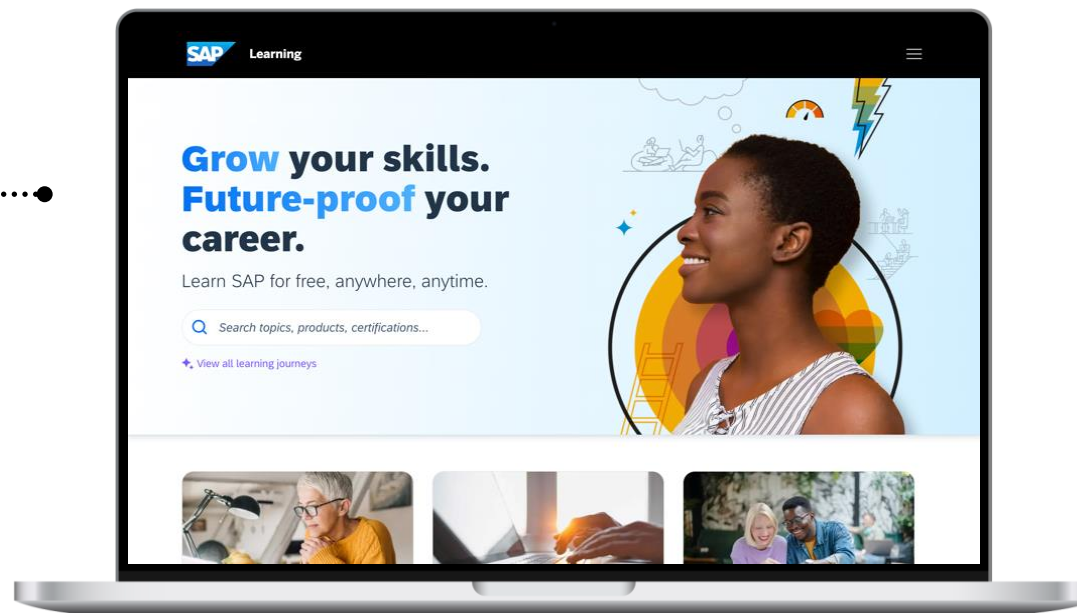 SAP Learning
Grow your skills.
Future-proof your
career.
Learn SAP for free, anywhere, anytime.
Search topics, products, certifications...
View all learning journeys